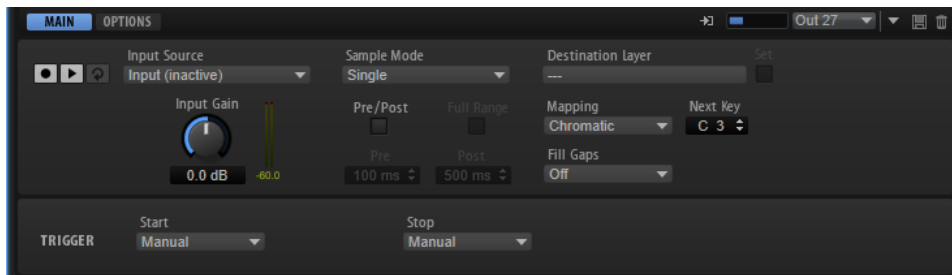 MAIN OPTIONS Out 27
Input Source Sample Mode Destination Layer Set
Input (inactive) Single ---
Input Gain Pre/Post Full Range Mapping Next Key
Chromatic C 3
Pre Post Fill Gaps
0.0 dB -60.0 100 ms 500 ms Off
Start Stop
TRIGGER Manual Manual